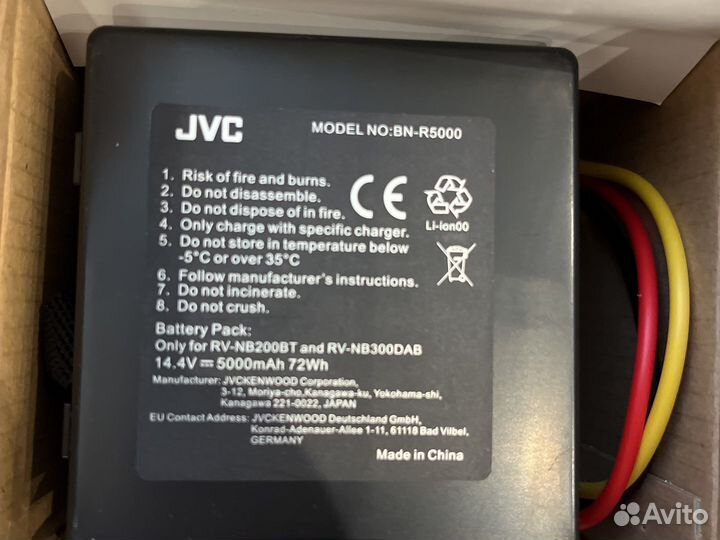 JVC
MODEL NO:BN-R5000
1. Risk of fire and burns.
2. Do not disassemble.
3. Do not dispose of in fire.
4. Only charge with specific charger.
5. Do not store in temperature below
-5°C or over 35°C
6. Follow manufacturer's instructions.
7. Do not incinerate.
8. Do not crush.
CE
Li-ion00
Battery Pack:
Only for RV-NB200BT and RV-NB300DAB
14.4V⎓5000mAh 72Wh
Manufacturer: JVCKENWOOD Corporation,
3-12, Moriya-cho,Kanagawa-ku, Yokohama-shi,
Kanagawa 221-0022, JAPAN
EU Contact Address: JVCKENWOOD Deutschland GmbH,
Konrad-Adenauer-Allee 1-11, 61118 Bad Vilbel,
GERMANY
Made in China
Avito